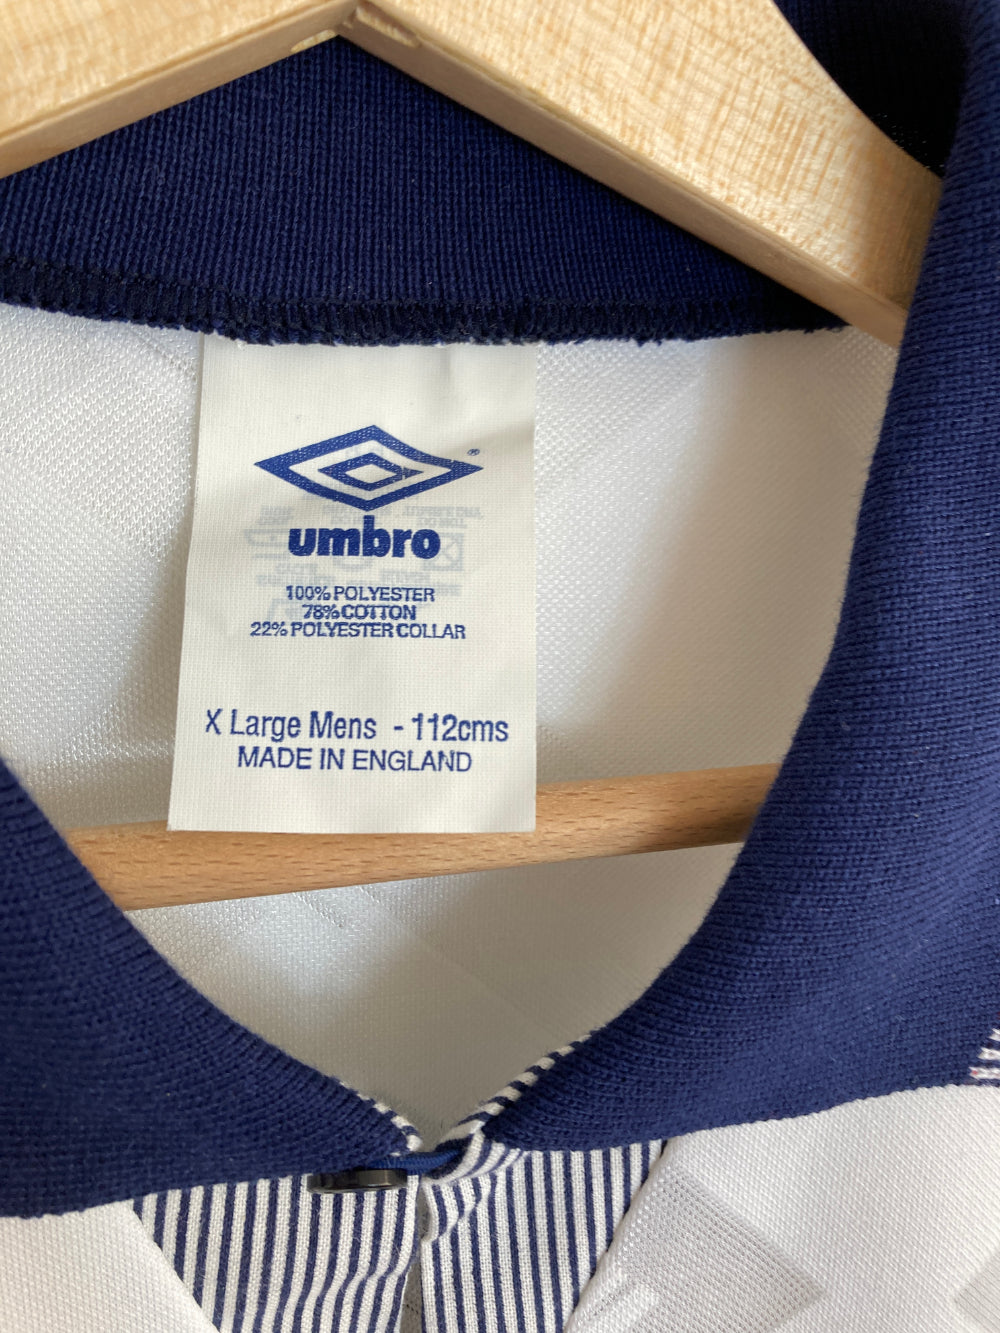 ®
umbro
100% POLYESTER
78% COTTON
22% POLYESTER COLLAR
X Large Mens - 112cms
MADE IN ENGLAND